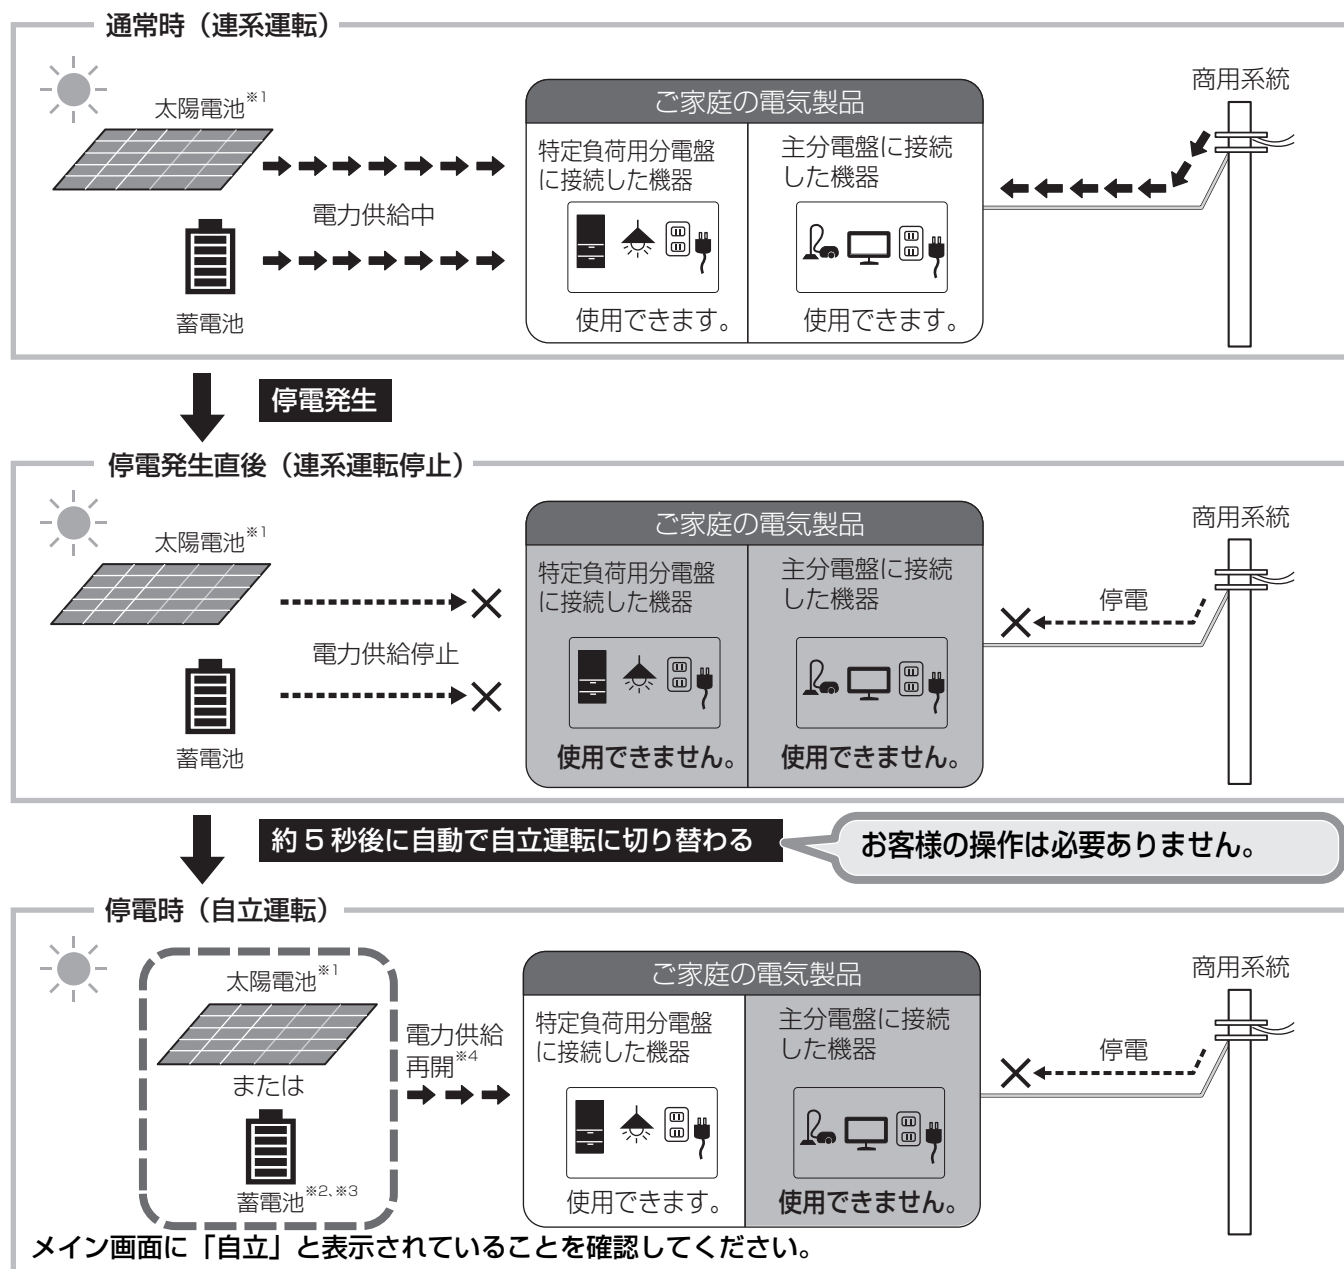 通常時（連系運転）
太陽電池※1
電力供給中
蓄電池
ご家庭の電気製品
特定負荷用分電盤
に接続した機器
使用できます。
主分電盤に接続
した機器
使用できます。
商用系統
停電発生
停電発生直後（連系運転停止）
太陽電池※1
電力供給停止
蓄電池
ご家庭の電気製品
特定負荷用分電盤
に接続した機器
使用できません。
主分電盤に接続
した機器
使用できません。
停電
商用系統
約 5 秒後に自動で自立運転に切り替わる
お客様の操作は必要ありません。
停電時（自立運転）
太陽電池※1
または
蓄電池※2、※3
電力供給
再開※4
ご家庭の電気製品
特定負荷用分電盤
に接続した機器
使用できます。
主分電盤に接続
した機器
使用できません。
停電
商用系統
メイン画面に「自立」と表示されていることを確認してください。